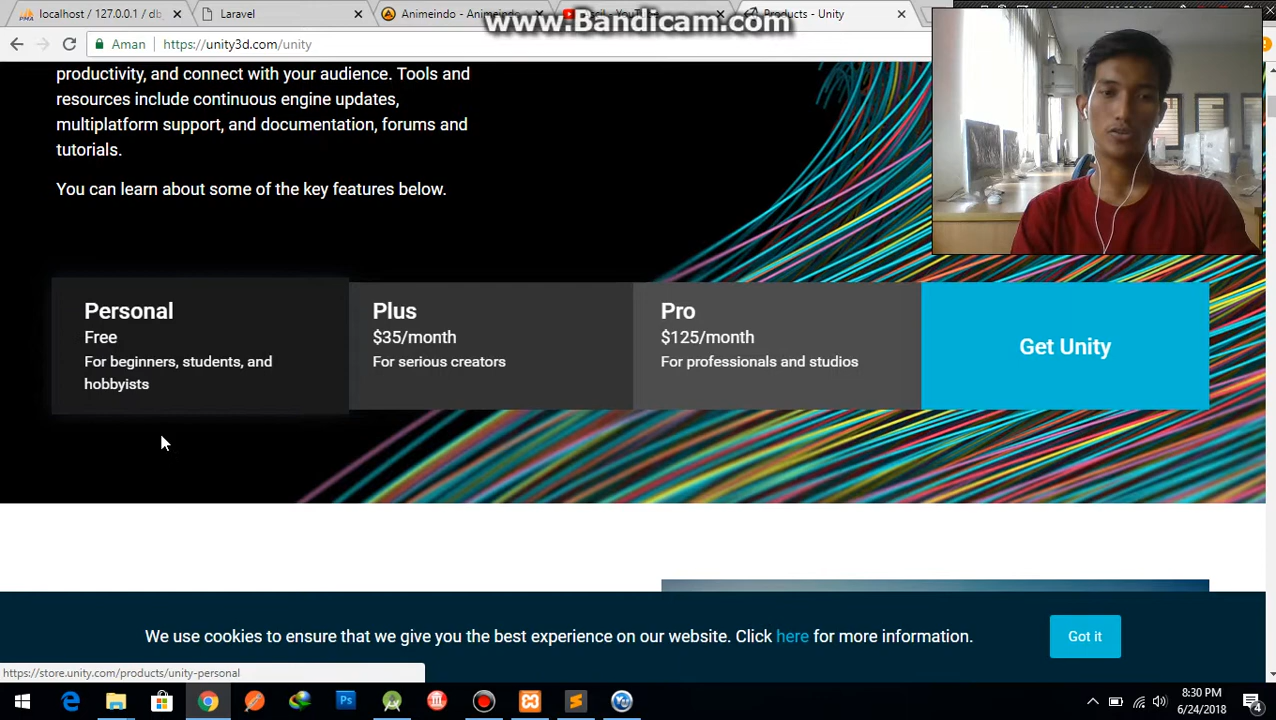 localhost / 127.0.0.1 / db
Laravel
Animeindo - Animeindo
Products - Unity
www.Bandicam.com
Aman
https://unity3d.com/unity
productivity, and connect with your audience. Tools and
resources include continuous engine updates,
multiplatform support, and documentation, forums and
tutorials.
You can learn about some of the key features below.
Personal
Free
For beginners, students, and
hobbyists
Plus
$35/month
For serious creators
Pro
$125/month
For professionals and studios
Get Unity
We use cookies to ensure that we give you the best experience on our website. Click here for more information.
Got it
https://store.unity.com/products/unity-personal
Ps
8:30 PM
6/24/2018
4